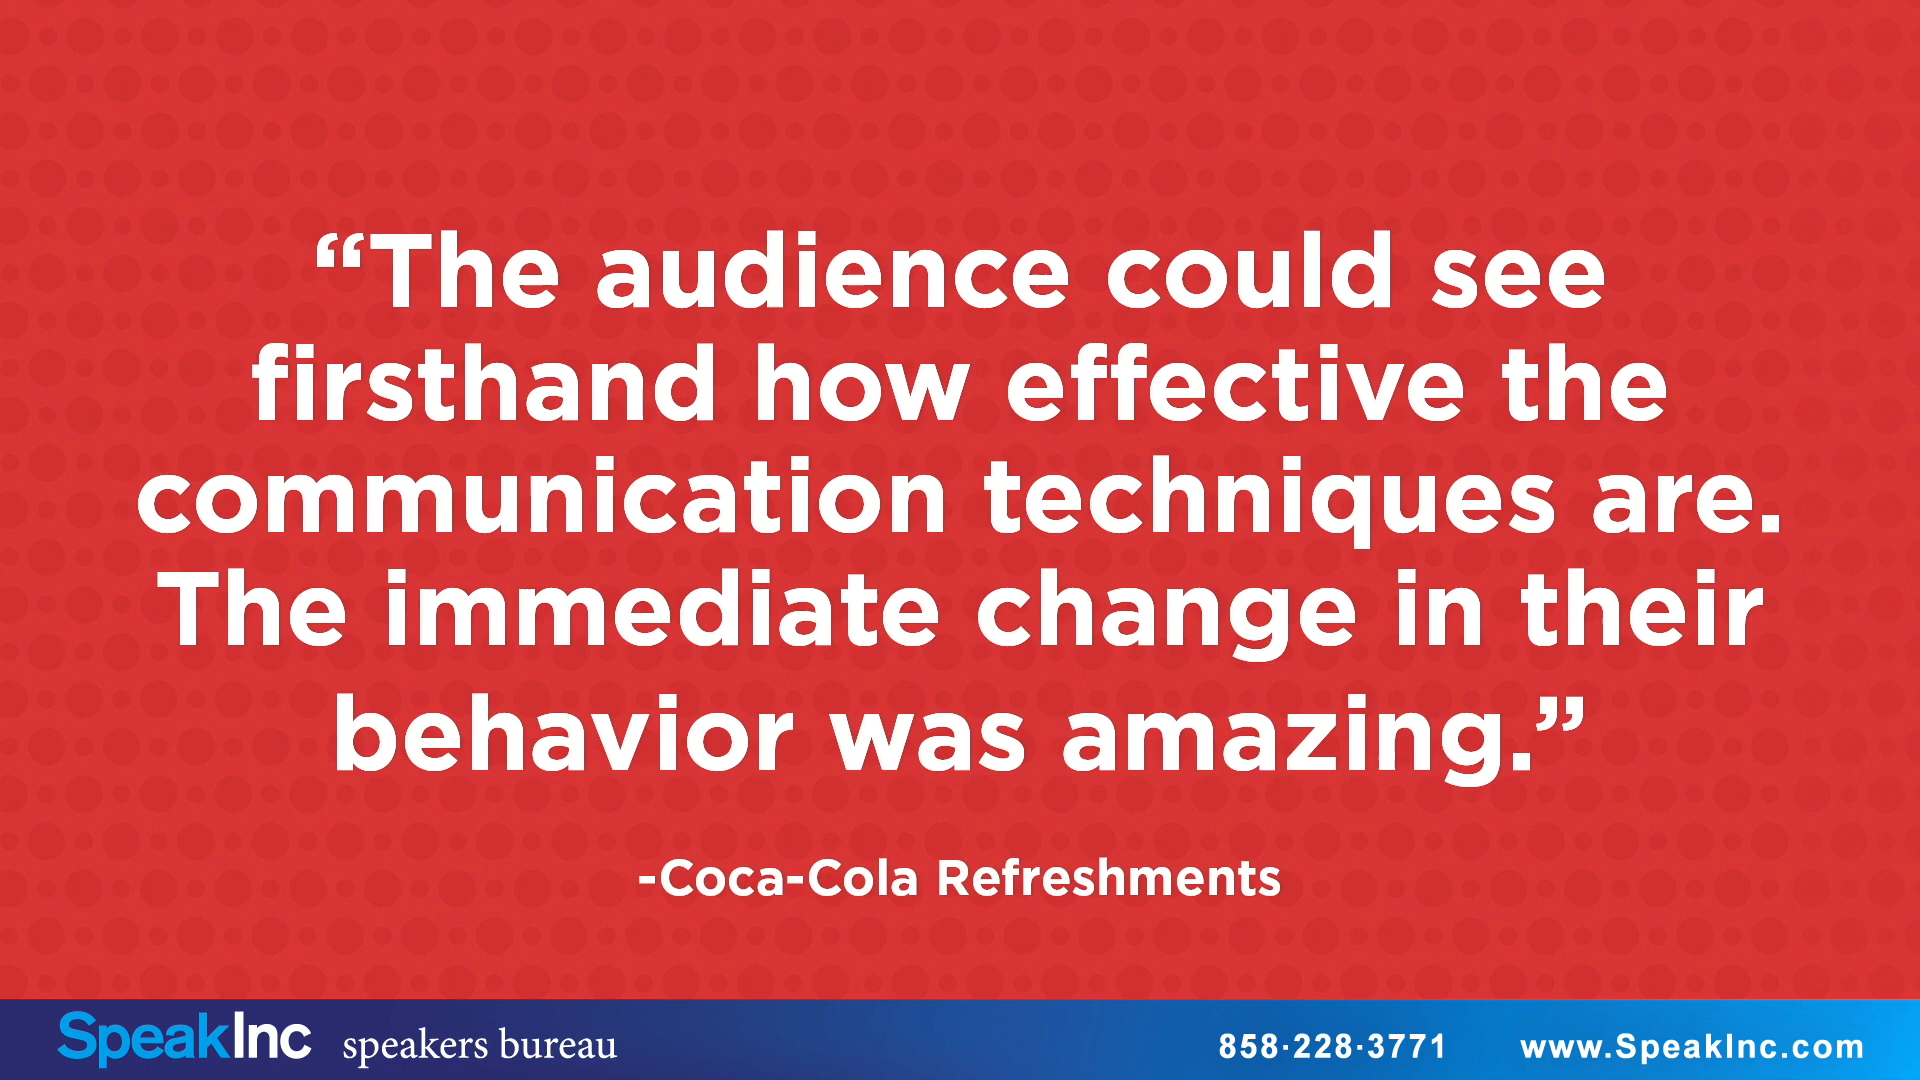 “The audience could see
firsthand how effective the
communication techniques are.
The immediate change in their
behavior was amazing.”
-Coca-Cola Refreshments
SpeakInc speakers bureau 858·228·3771 www.SpeakInc.com